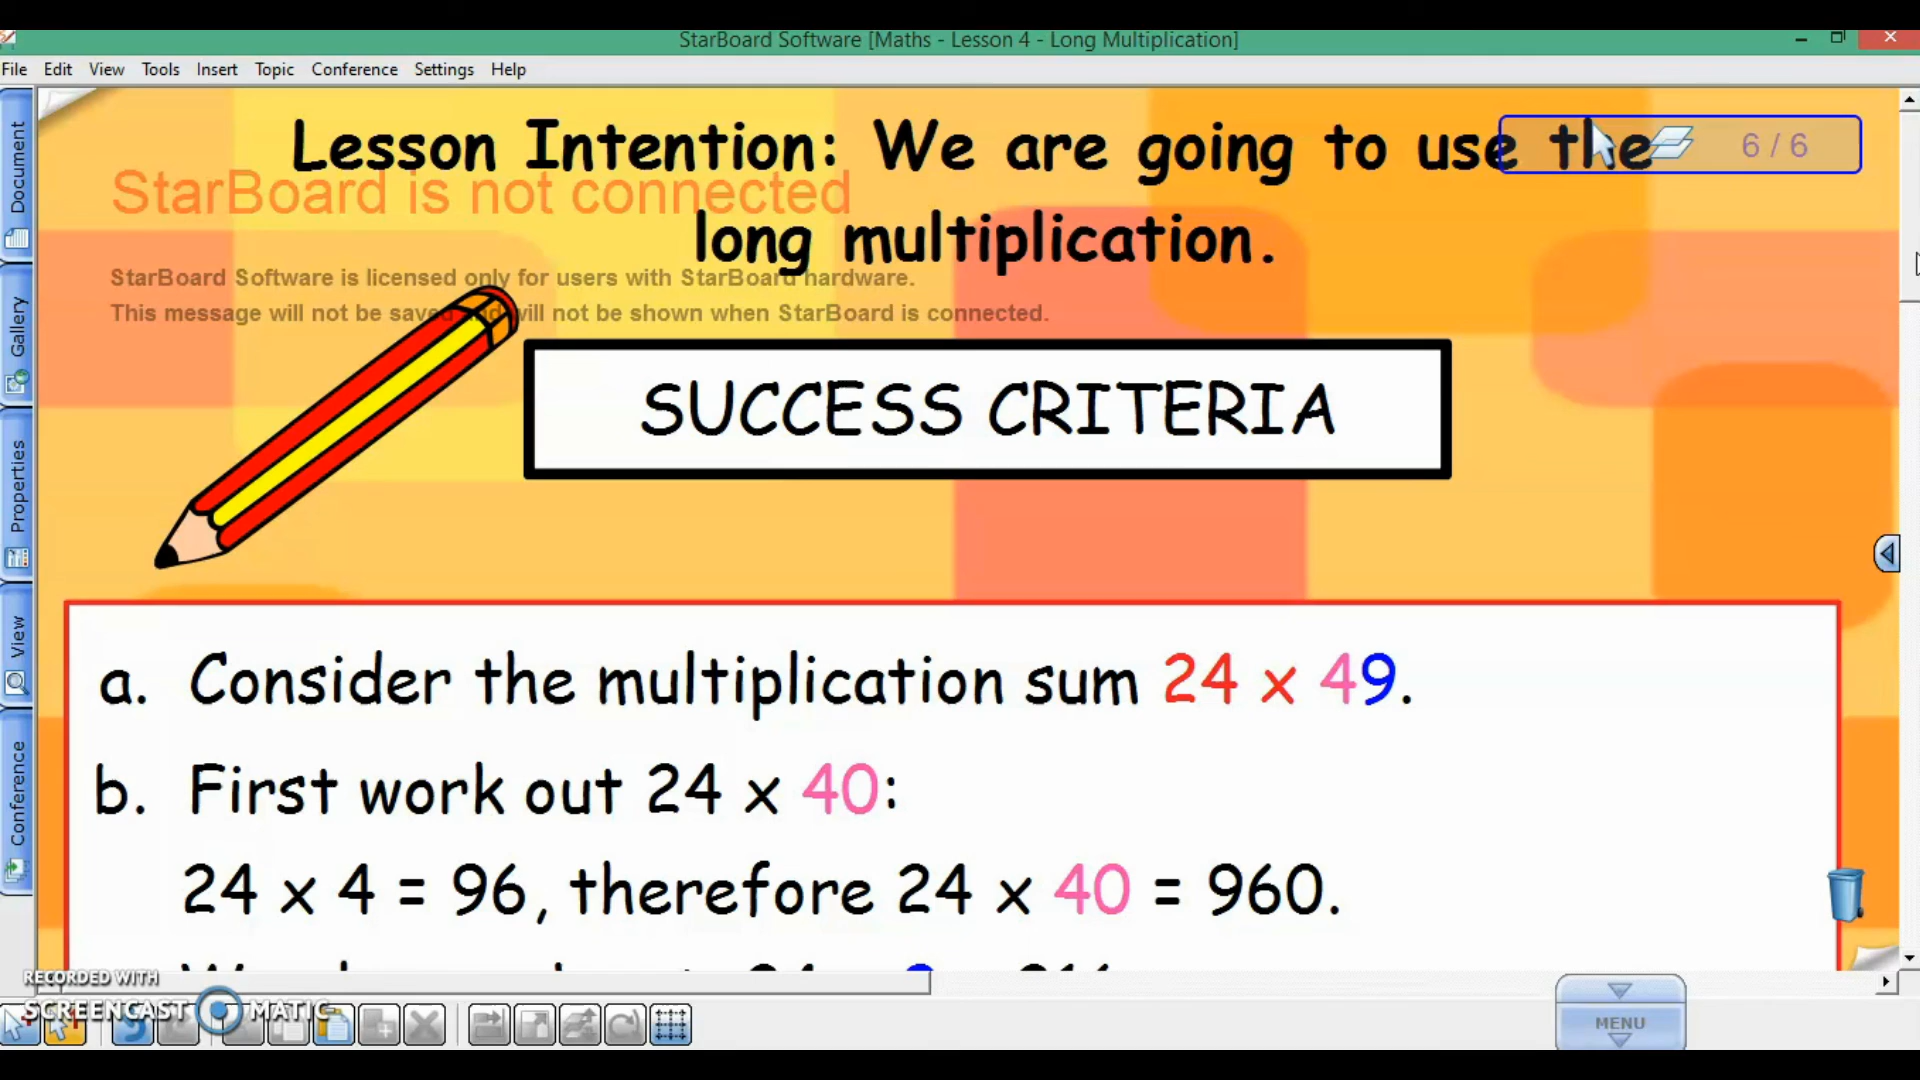 StarBoard Software [Maths - Lesson 4 - Long Multiplication]
File Edit View Tools Insert Topic Conference Settings Help
Lesson Intention: We are going to use the
6 / 6
StarBoard is not connected
long multiplication.
StarBoard Software is licensed only for users with StarBoard hardware.
This message will not be saved and will not be shown when StarBoard is connected.
SUCCESS CRITERIA
a. Consider the multiplication sum 24 x 49.
b. First work out 24 x 40:
24 x 4 = 96, therefore 24 x 40 = 960.
Document
Gallery
Properties
View
Conference
RECORDED WITH
SCREENCAST MATIC
MENU